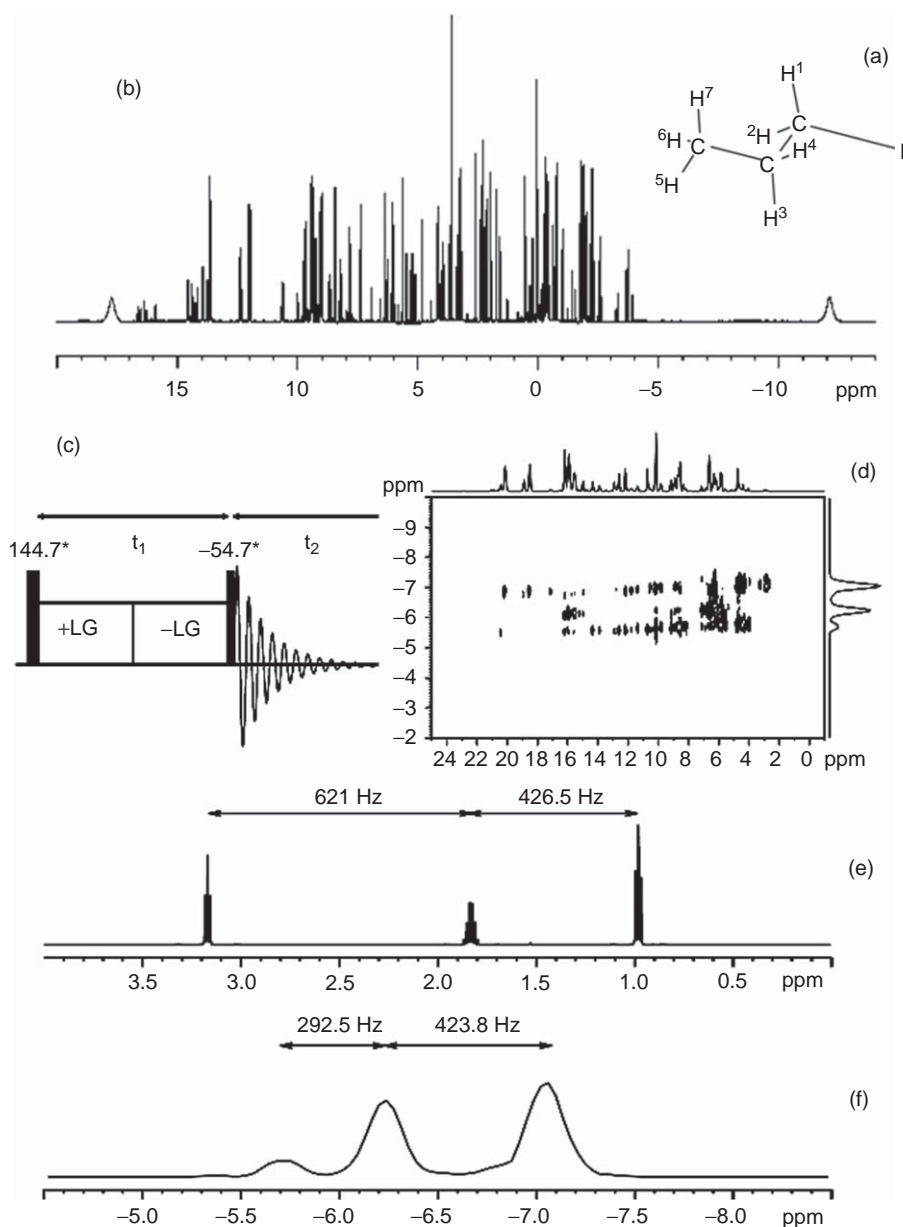 (a)
(b)
H1
H7
2H
C
6H
C
H4
C
5H
H3
15
10
5
0
−5
−10
ppm
(c)
(d)
ppm
144.7*
t1
−54.7*
t2
+LG
−LG
−9
−8
−7
−6
−5
−4
−3
−2
24 22 20 18 16 14 12 10 8 6 4 2 0 ppm
621 Hz
426.5 Hz
(e)
3.5
3.0
2.5
2.0
1.5
1.0
0.5
ppm
292.5 Hz
423.8 Hz
(f)
−5.0
−5.5
−6.0
−6.5
−7.0
−7.5
−8.0
ppm